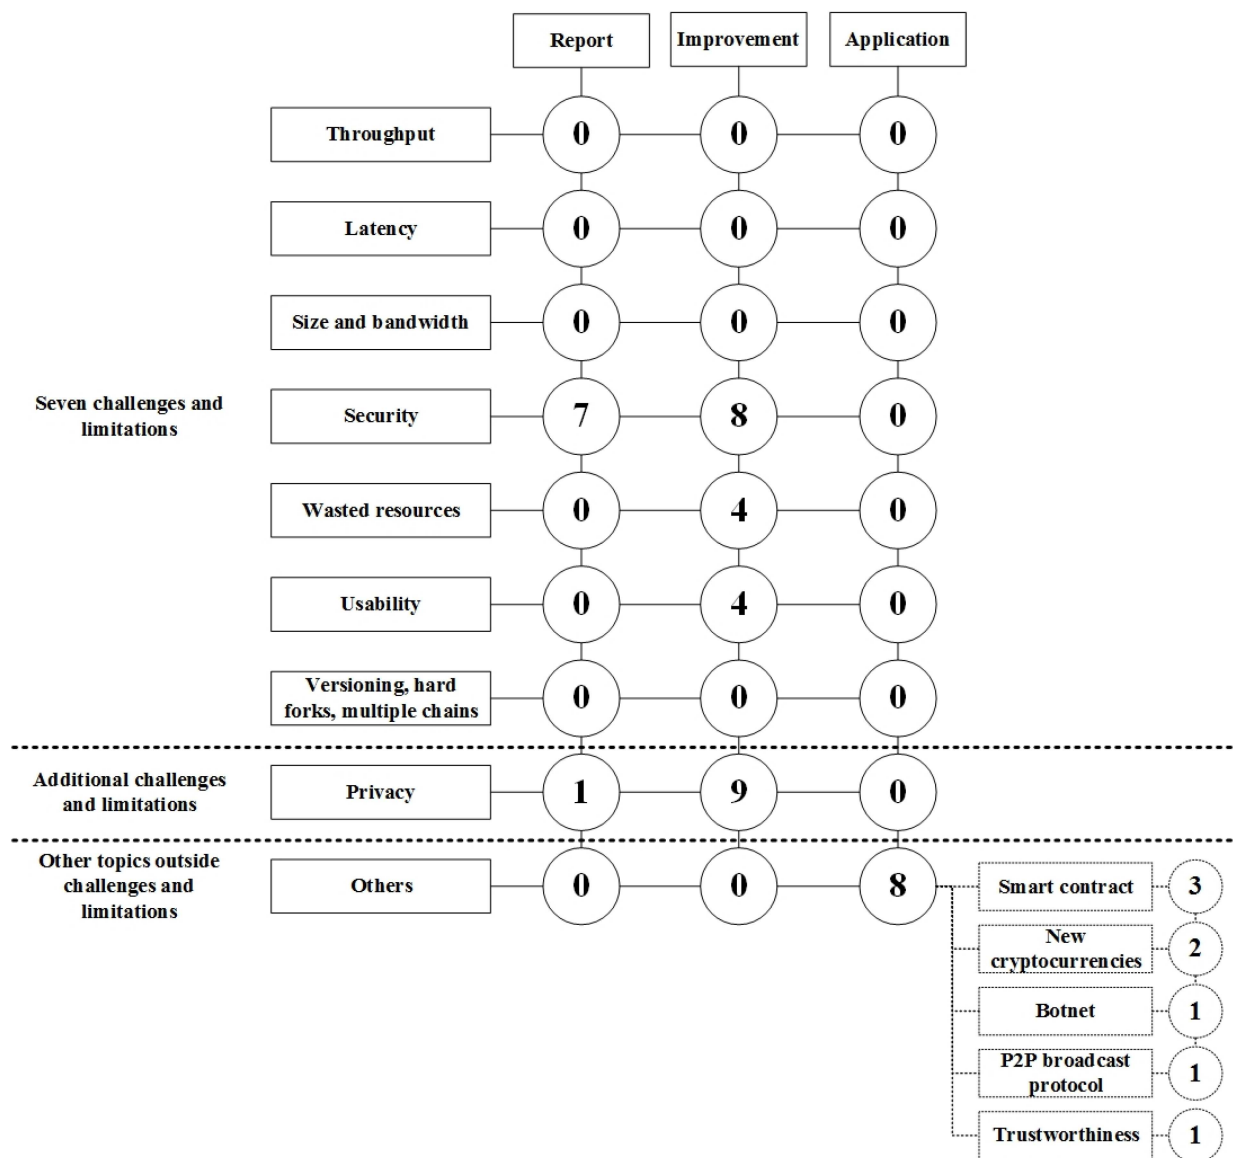 Report Improvement Application
Throughput 0 0 0
Latency 0 0 0
Size and bandwidth 0 0 0
Seven challenges and
limitations
Security 7 8 0
Wasted resources 0 4 0
Usability 0 4 0
Versioning, hard
forks, multiple chains
0 0 0
Additional challenges
and limitations
Privacy 1 9 0
Other topics outside
challenges and
limitations
Others 0 0 8
Smart contract 3
New
cryptocurrencies
2
Botnet 1
P2P broadcast
protocol
1
Trustworthiness 1